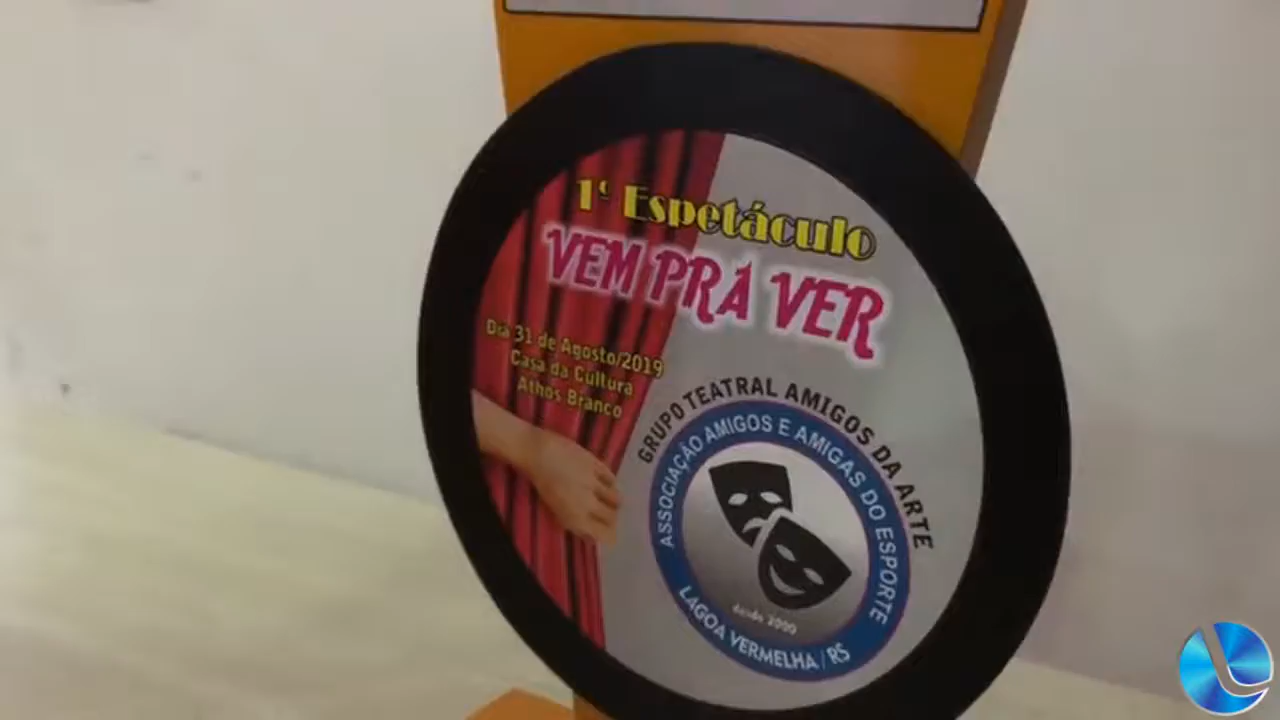 1º Espetáculo
VEM PRÁ VER
Dia 31 de Agosto/2019
Casa da Cultura
Athos Branco
GRUPO TEATRAL AMIGOS DA ARTE
ASSOCIAÇÃO AMIGOS E AMIGAS DO ESPORTE
desde 2000
LAGOA VERMELHA / RS